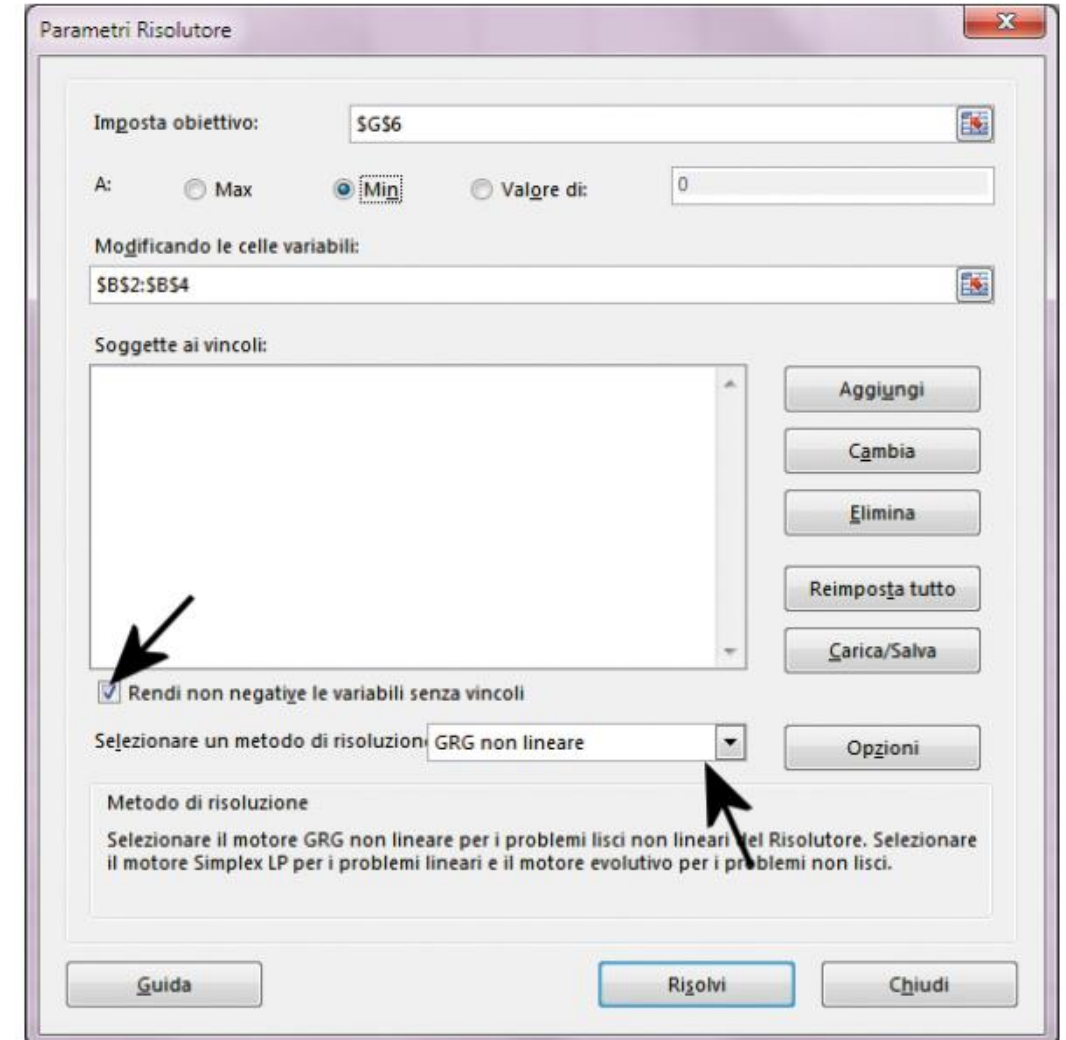 Parametri Risolutore
Imposta obiettivo:
$G$6
A:
Max
Min
Valore di:
0
Modificando le celle variabili:
$B$2:$B$4
Soggette ai vincoli:
Aggiungi
Cambia
Elimina
Reimposta tutto
Carica/Salva
Rendi non negative le variabili senza vincoli
Selezionare un metodo di risoluzion
GRG non lineare
Opzioni
Metodo di risoluzione
Selezionare il motore GRG non lineare per i problemi lisci non lineari del Risolutore. Selezionare
il motore Simplex LP per i problemi lineari e il motore evolutivo per i problemi non lisci.
Guida
Risolvi
Chiudi